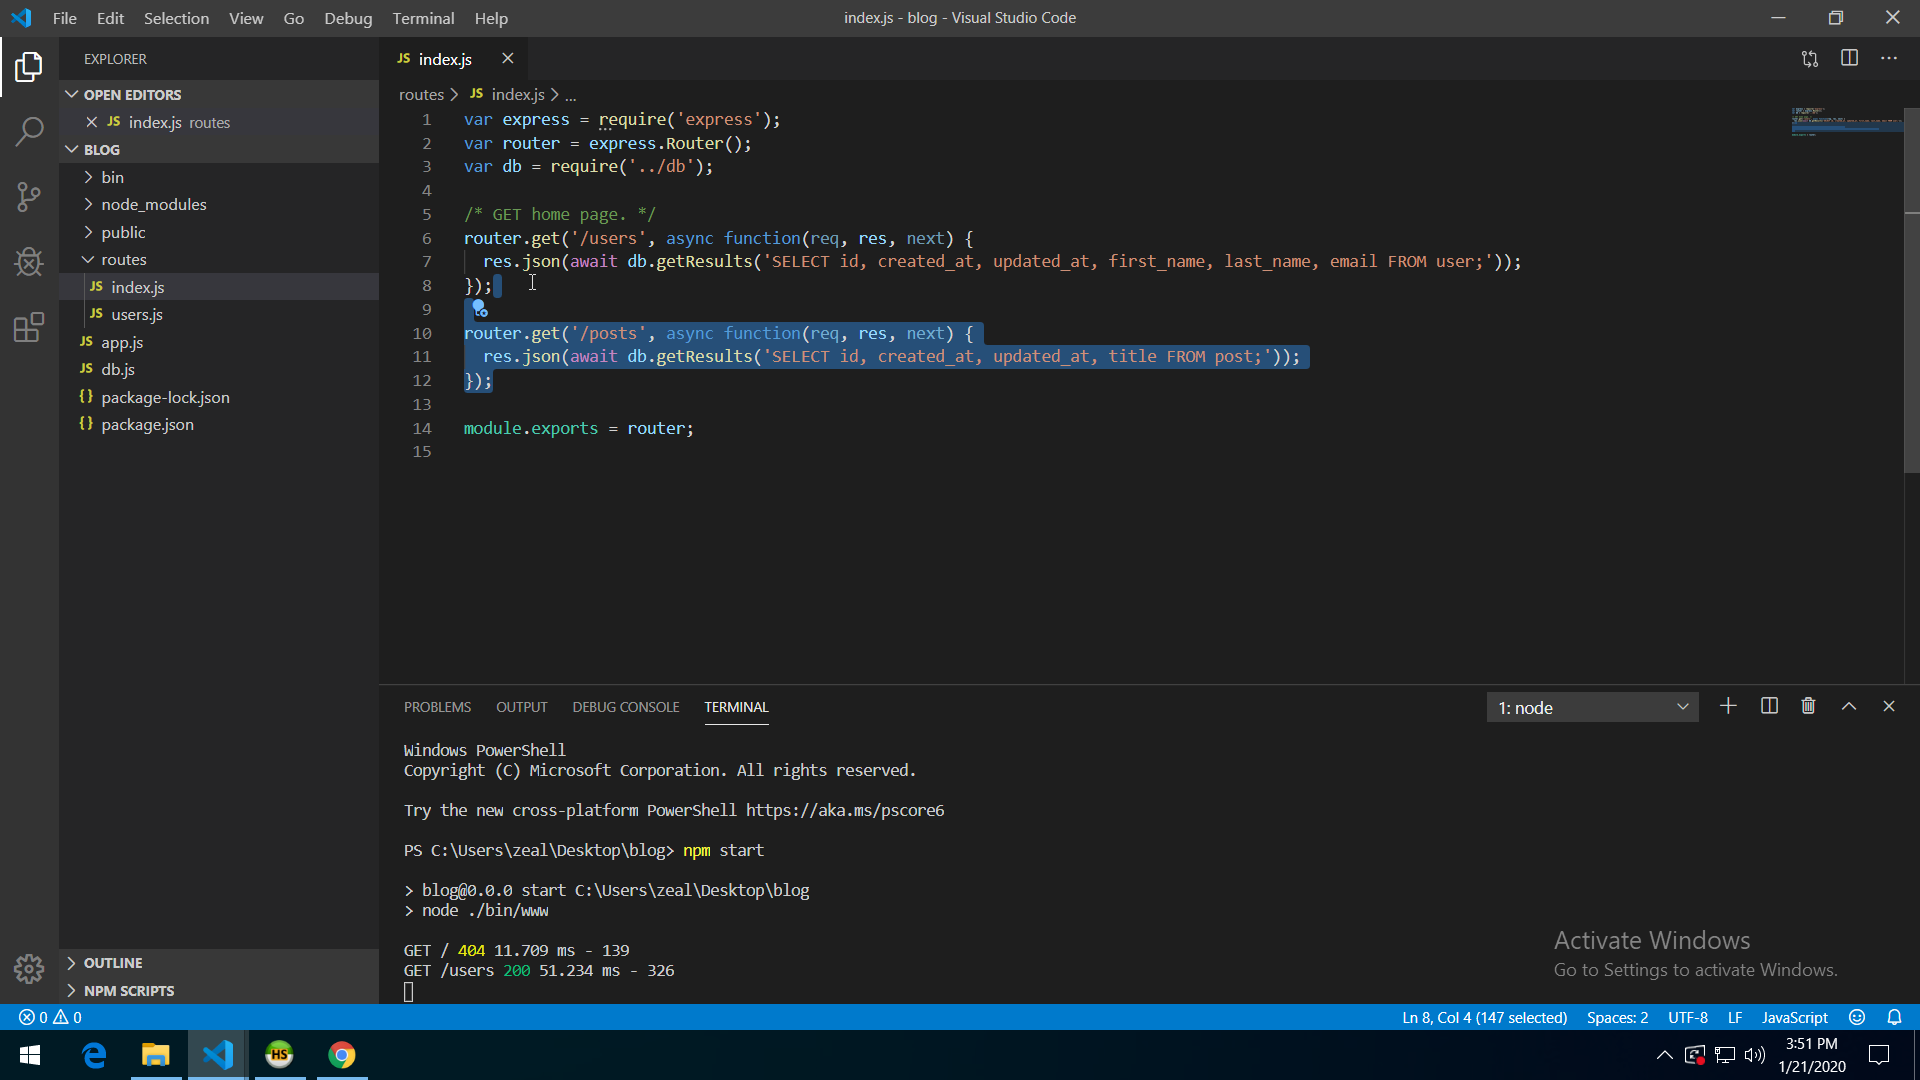 File Edit Selection View Go Debug Terminal Help
index.js - blog - Visual Studio Code
EXPLORER
OPEN EDITORS
JS index.js routes
BLOG
bin
node_modules
public
routes
JS index.js
JS users.js
JS app.js
JS db.js
{} package-lock.json
{} package.json
OUTLINE
NPM SCRIPTS
JS index.js
routes > JS index.js > ...
1 var express = require('express');
2 var router = express.Router();
3 var db = require('../db');
4
5 /* GET home page. */
6 router.get('/users', async function(req, res, next) {
7 res.json(await db.getResults('SELECT id, created_at, updated_at, first_name, last_name, email FROM user;'));
8 });
9
10 router.get('/posts', async function(req, res, next) {
11 res.json(await db.getResults('SELECT id, created_at, updated_at, title FROM post;'));
12 });
13
14 module.exports = router;
15
PROBLEMS OUTPUT DEBUG CONSOLE TERMINAL
1: node
Windows PowerShell
Copyright (C) Microsoft Corporation. All rights reserved.
Try the new cross-platform PowerShell https://aka.ms/pscore6
PS C:\Users\zeal\Desktop\blog> npm start
> blog@0.0.0 start C:\Users\zeal\Desktop\blog
> node ./bin/www
GET / 404 11.709 ms - 139
GET /users 200 51.234 ms - 326
Activate Windows
Go to Settings to activate Windows.
0 0
Ln 8, Col 4 (147 selected) Spaces: 2 UTF-8 LF JavaScript
HS
3:51 PM
1/21/2020